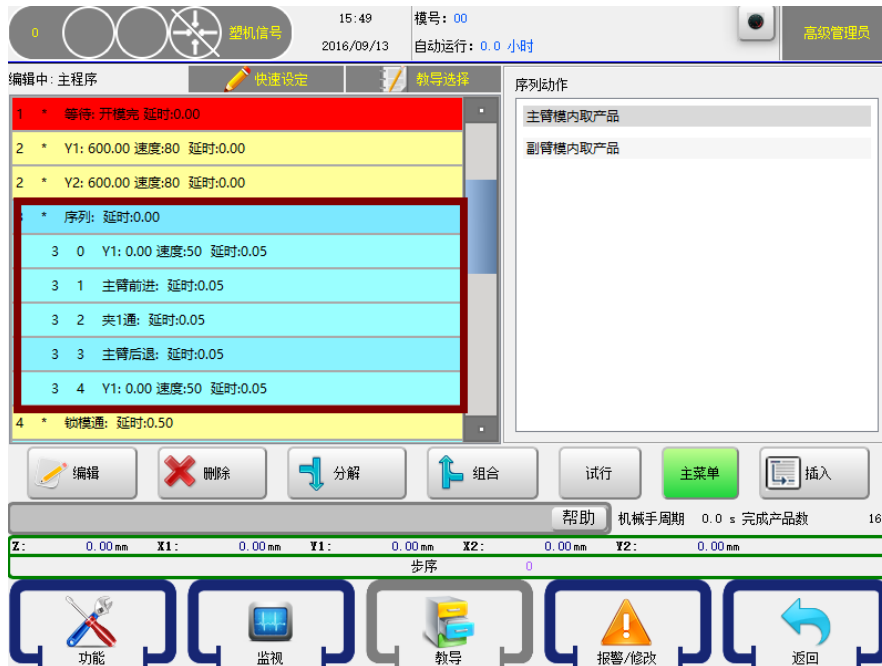 0
塑机信号
15:49
2016/09/13
模号: 00
自动运行: 0.0 小时
高级管理员
编辑中: 主程序
快速设定
教导选择
序列动作
1 * 等待: 开模完 延时:0.00
2 * Y1: 600.00 速度:80 延时:0.00
2 * Y2: 600.00 速度:80 延时:0.00
3 * 序列: 延时:0.00
3 0 Y1: 0.00 速度:50 延时:0.05
3 1 主臂前进: 延时:0.05
3 2 夹1通: 延时:0.05
3 3 主臂后退: 延时:0.05
3 4 Y1: 0.00 速度:50 延时:0.05
4 * 锁模通: 延时:0.50
主臂模内取产品
副臂模内取产品
编辑
删除
分解
组合
试行
主菜单
插入
帮助
机械手周期 0.0 s 完成产品数 16
Z: 0.00mm X1: 0.00mm Y1: 0.00mm X2: 0.00mm Y2: 0.00mm
步序 0
功能
监视
教导
报警/修改
返回